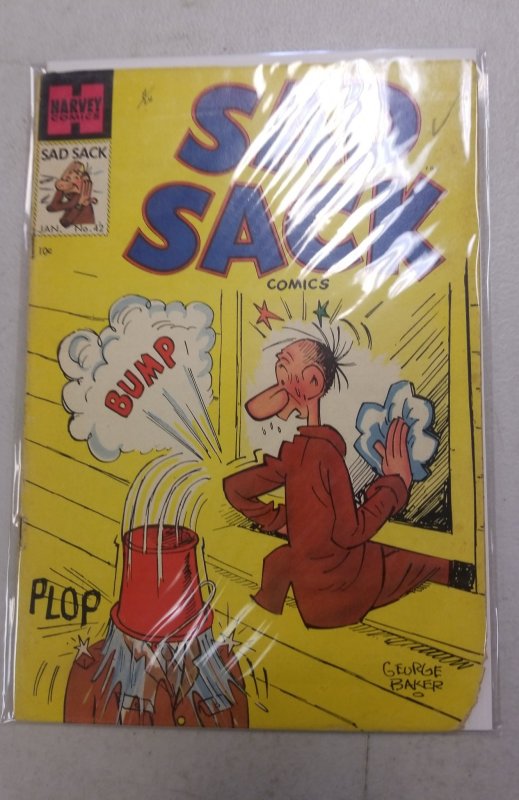 HARVEY
COMICS
H
SAD SACK
JAN. No. 42
10¢
SAD
SACK
COMICS
BUMP
PLOP
GEORGE
BAKER